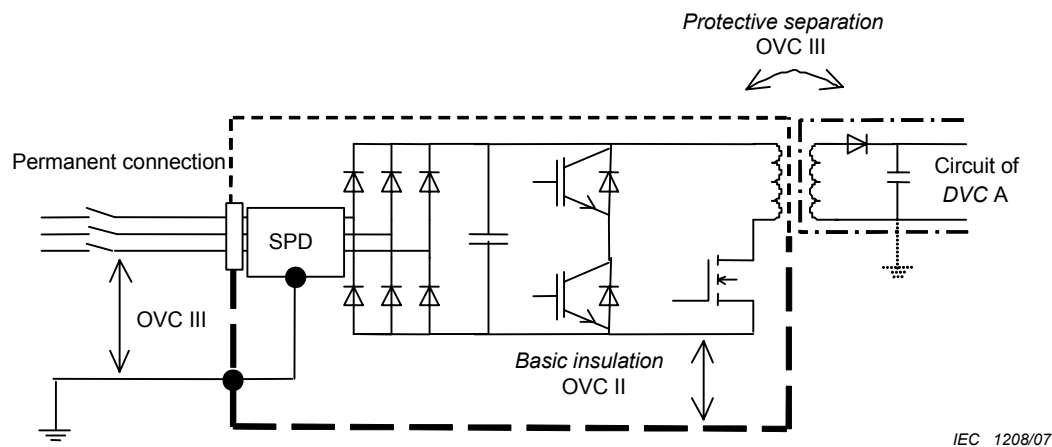 Protective separation
OVC III
Permanent connection
Circuit of
DVC A
SPD
OVC III
Basic insulation
OVC II
IEC 1208/07